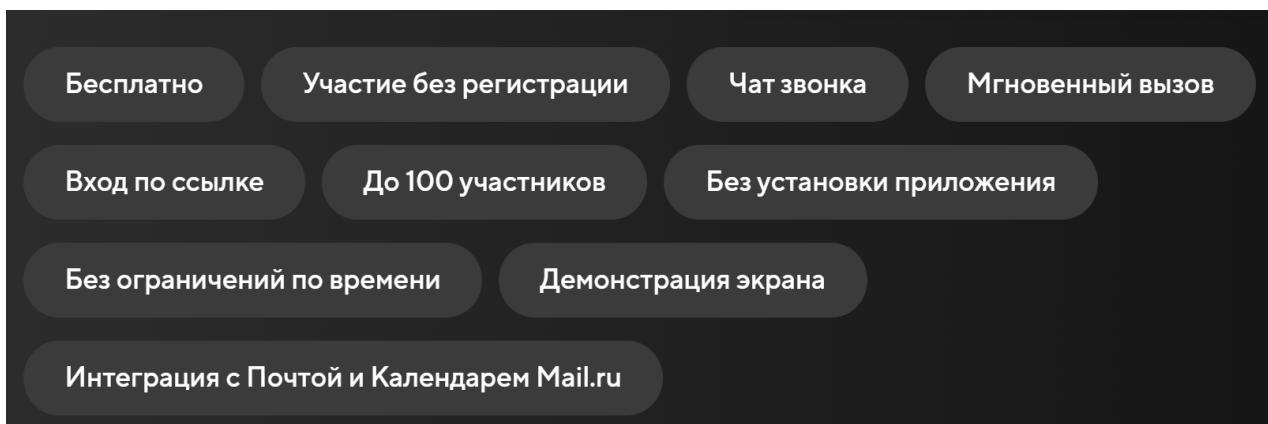 Бесплатно Участие без регистрации Чат звонка Мгновенный вызов
Вход по ссылке До 100 участников Без установки приложения
Без ограничений по времени Демонстрация экрана
Интеграция с Почтой и Календарем Mail.ru